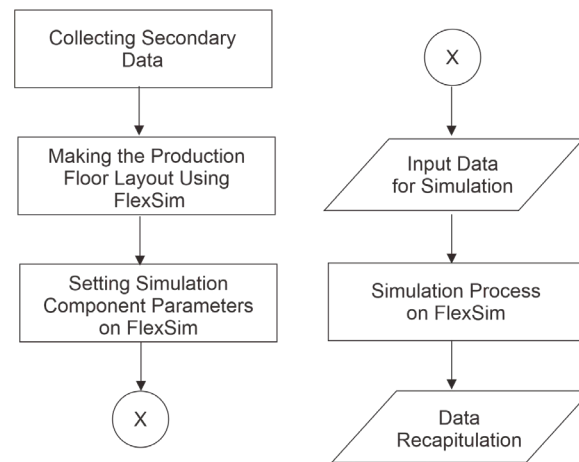 Collecting Secondary
Data
Making the Production
Floor Layout Using
FlexSim
Setting Simulation
Component Parameters
on FlexSim
X
X
Input Data
for Simulation
Simulation Process
on FlexSim
Data
Recapitulation